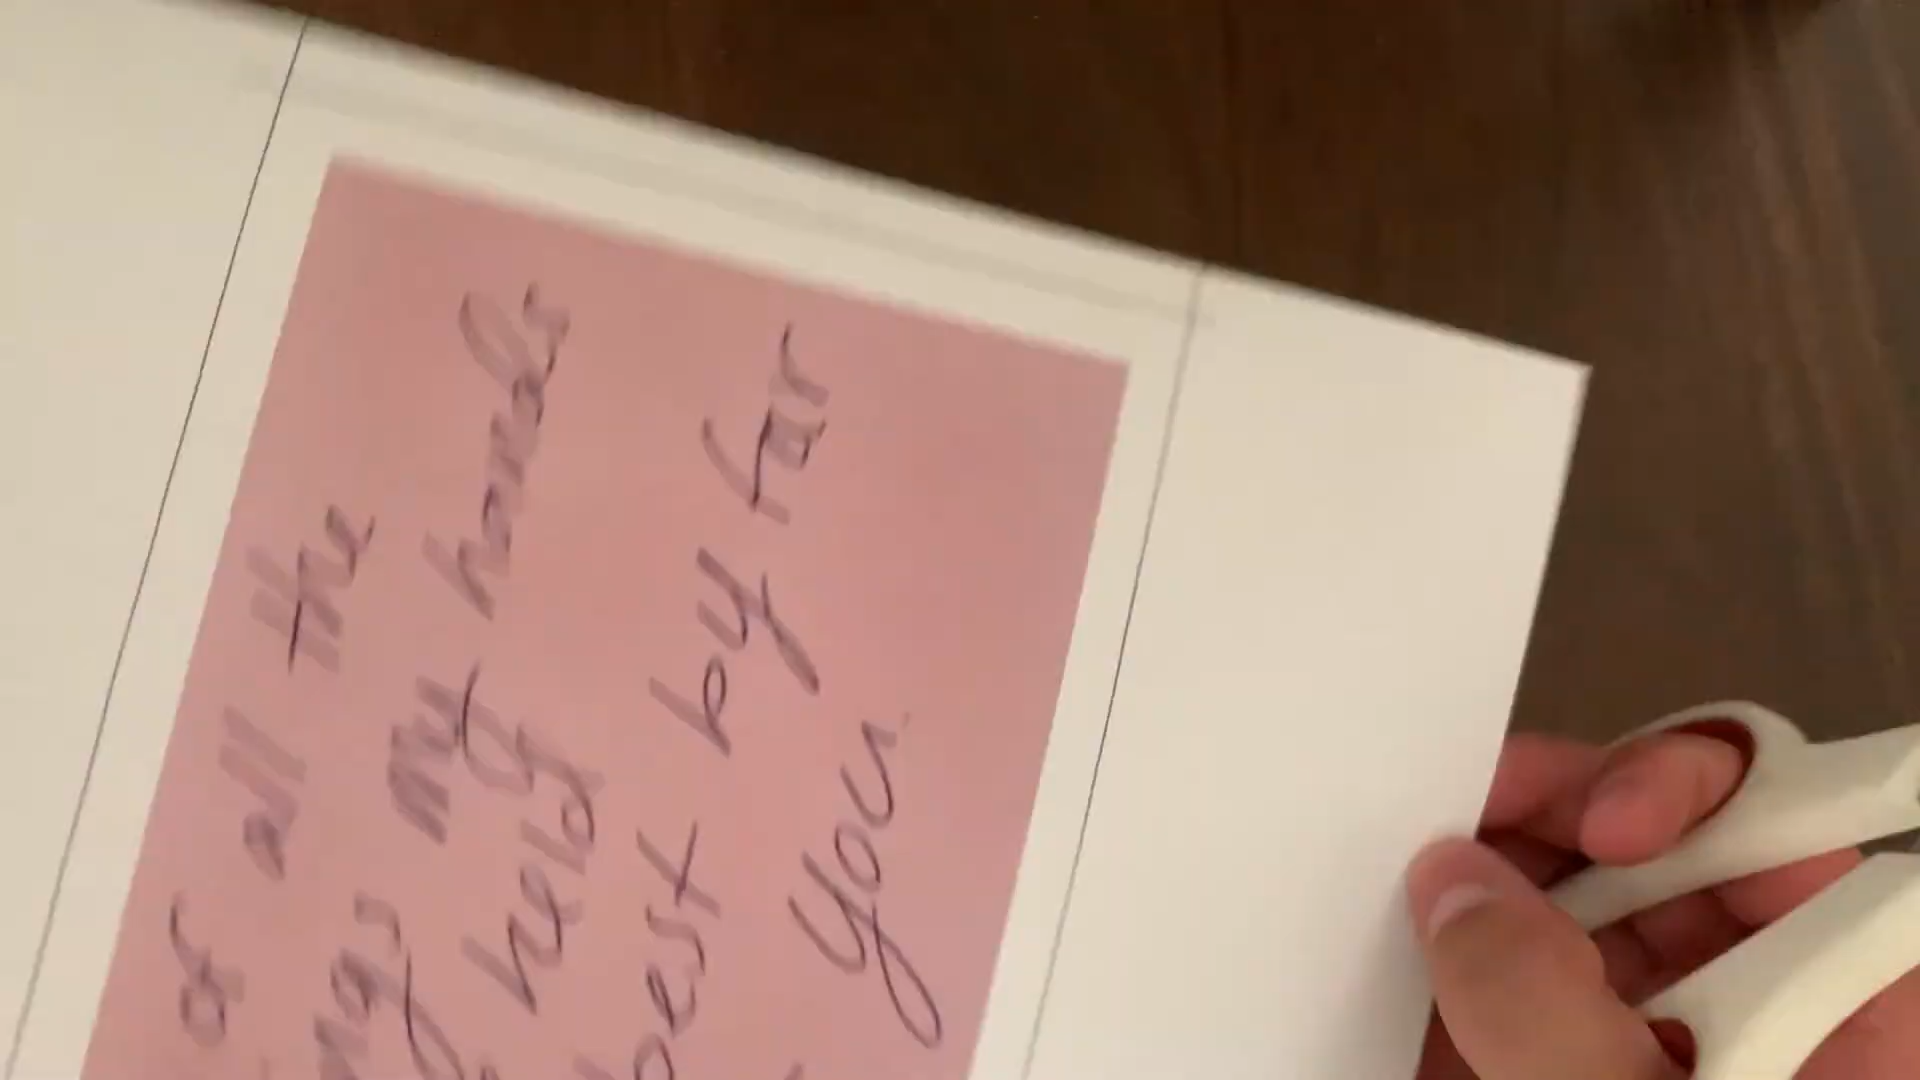 of all the
my hands
held
best by far
you.